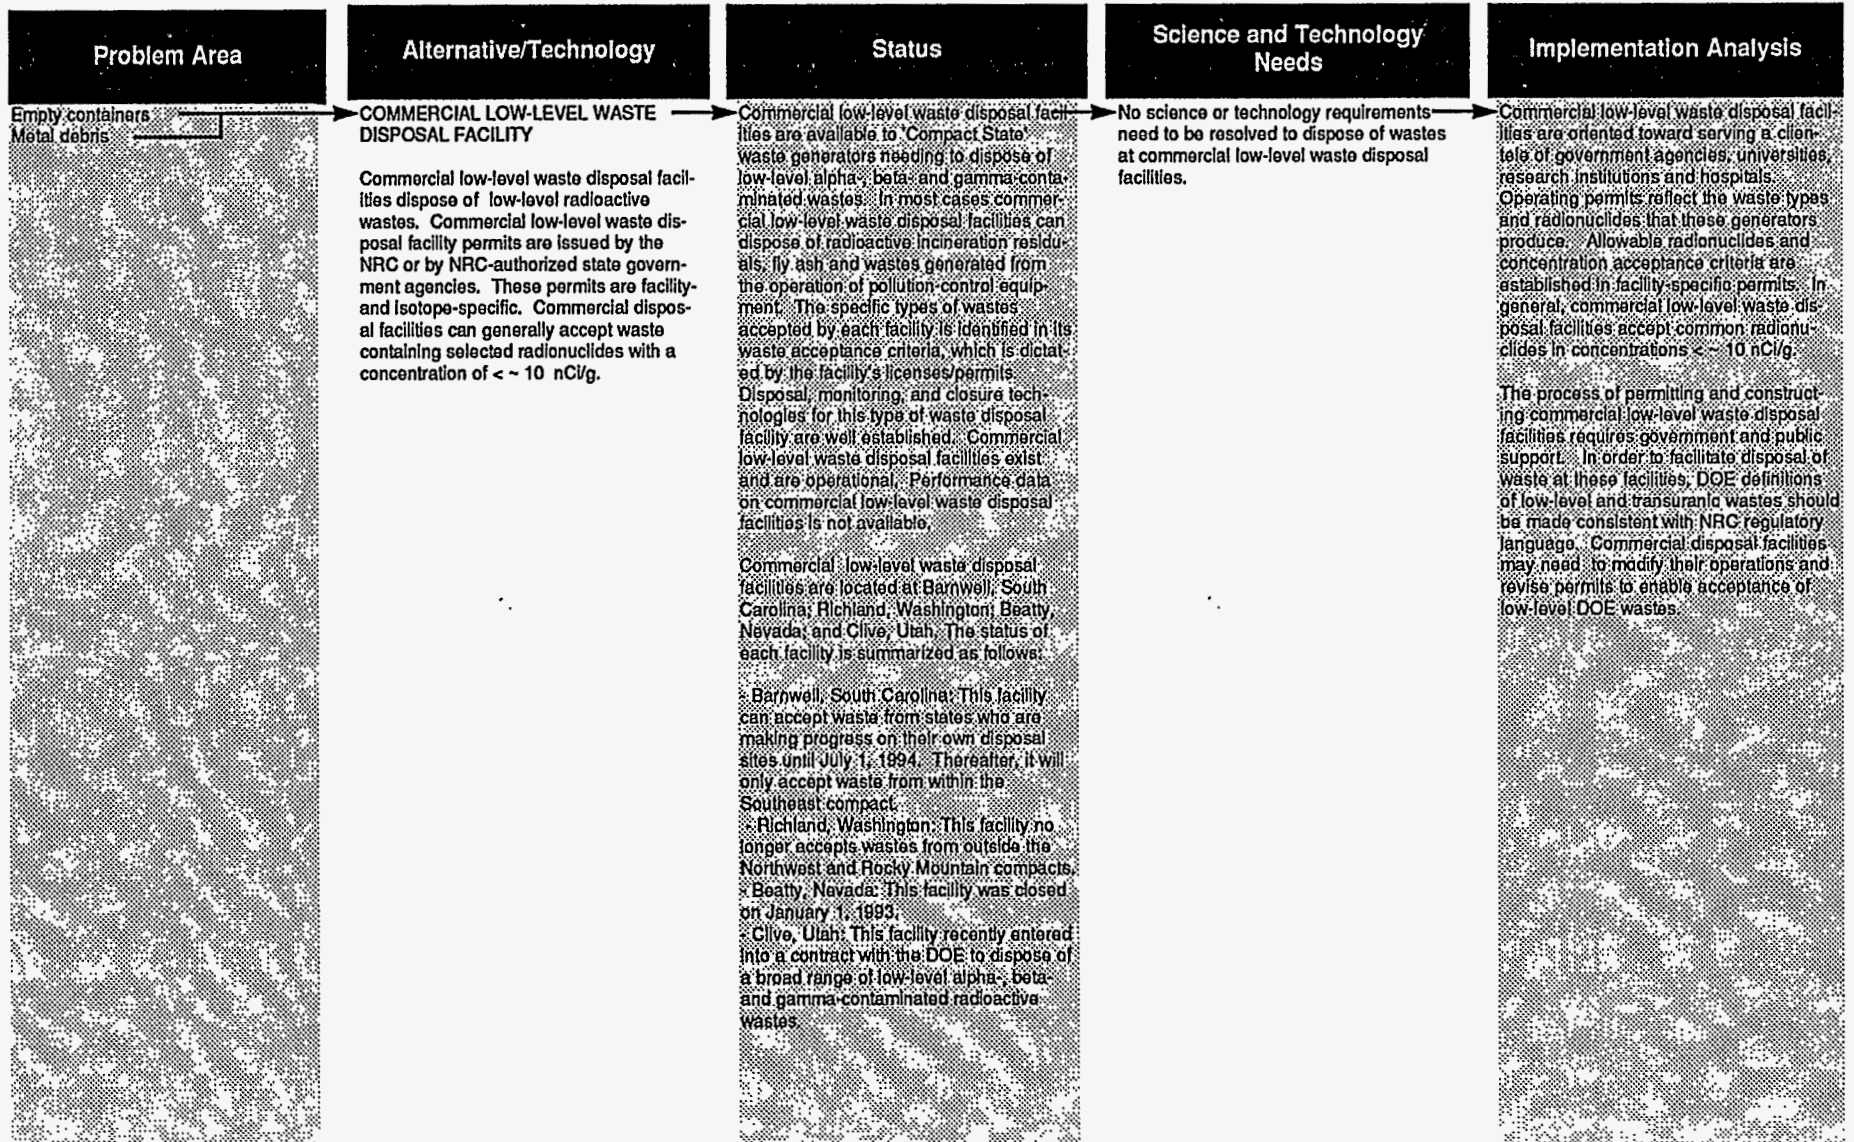 Problem Area
Alternative/Technology
Status
Science and Technology
Needs
Implementation Analysis
Empty containers
Metal debris
COMMERCIAL LOW-LEVEL WASTE
DISPOSAL FACILITY
Commercial low-level waste disposal facil-
ities dispose of low-level radioactive
wastes. Commercial low-level waste dis-
posal facility permits are issued by the
NRC or by NRC-authorized state govern-
ment agencies. These permits are facility-
and isotope-specific. Commercial dispos-
al facilities can generally accept waste
containing selected radionuclides with a
concentration of < ~ 10 nCi/g.
Commercial low-level waste disposal facil-
ities are available to 'Compact State'
waste generators needing to dispose of
low-level alpha-, beta- and gamma-conta-
minated wastes. In most cases commer-
cial low-level waste disposal facilities can
dispose of radioactive incineration residu-
als, fly ash and wastes generated from
the operation of pollution-control equip-
ment. The specific types of wastes
accepted by each facility is identified in its
waste acceptance criteria, which is dictat-
ed by the facility's licenses/permits.
Disposal, monitoring, and closure tech-
nologies for this type of waste disposal
facility are well established. Commercial
low-level waste disposal facilities exist
and are operational. Performance data
on commercial low-level waste disposal
facilities is not available.
Commercial low-level waste disposal
facilities are located at Barnwell, South
Carolina; Richland, Washington; Beatty,
Nevada; and Clive, Utah. The status of
each facility is summarized as follows:
- Barnwell, South Carolina: This facility
can accept waste from states who are
making progress on their own disposal
sites until July 1, 1994. Thereafter, it will
only accept waste from within the
Southeast compact.
- Richland, Washington: This facility no
longer accepts wastes from outside the
Northwest and Rocky Mountain compacts.
- Beatty, Nevada: This facility was closed
on January 1, 1993.
- Clive, Utah: This facility recently entered
into a contract with the DOE to dispose of
a broad range of low-level alpha-, beta-
and gamma-contaminated radioactive
wastes.
No science or technology requirements
need to be resolved to dispose of wastes
at commercial low-level waste disposal
facilities.
Commercial low-level waste disposal facil-
ities are oriented toward serving a clien-
tele of government agencies, universities,
research institutions and hospitals.
Operating permits reflect the waste types
and radionuclides that these generators
produce. Allowable radionuclides and
concentration acceptance criteria are
established in facility-specific permits. In
general, commercial low-level waste dis-
posal facilities accept common radionu-
clides in concentrations < ~ 10 nCi/g.
The process of permitting and construct-
ing commercial low-level waste disposal
facilities requires government and public
support. In order to facilitate disposal of
waste at these facilities, DOE definitions
of low-level and transuranic wastes should
be made consistent with NRC regulatory
language. Commercial disposal facilities
may need to modify their operations and
revise permits to enable acceptance of
low-level DOE wastes.